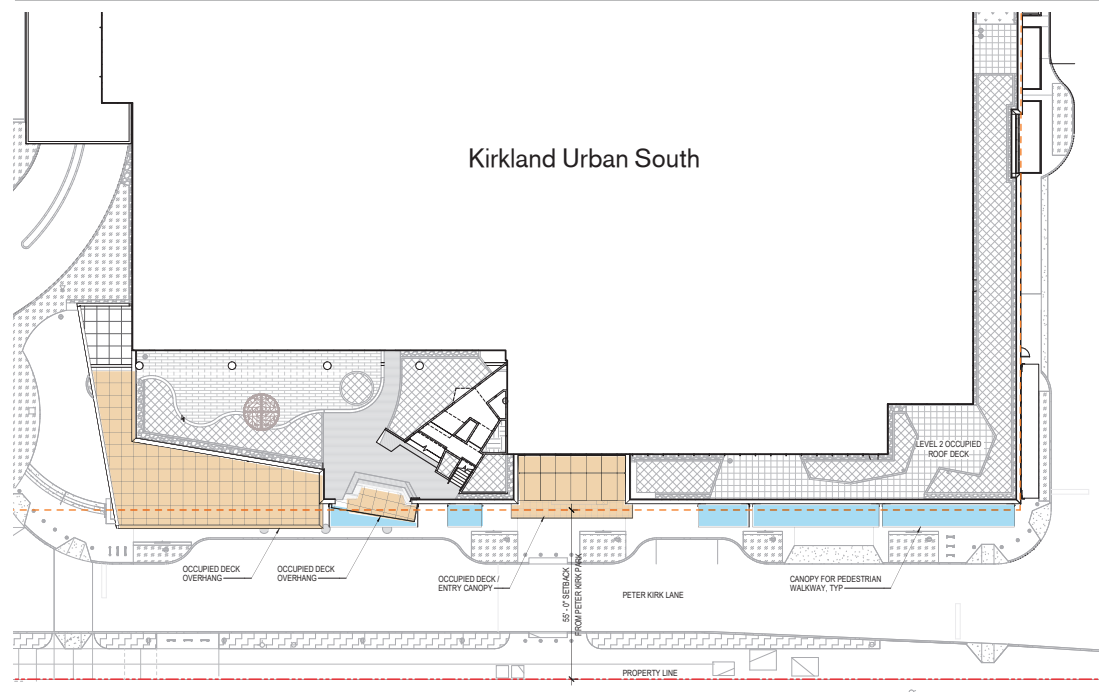 Kirkland Urban South
LEVEL 2 OCCUPIED
ROOF DECK
OCCUPIED DECK
OVERHANG
OCCUPIED DECK
OVERHANG
OCCUPIED DECK /
ENTRY CANOPY
55' - 0" SETBACK
FROM PETER KIRK PARK
CANOPY FOR PEDESTRIAN
WALKWAY, TYP
PETER KIRK LANE
PROPERTY LINE